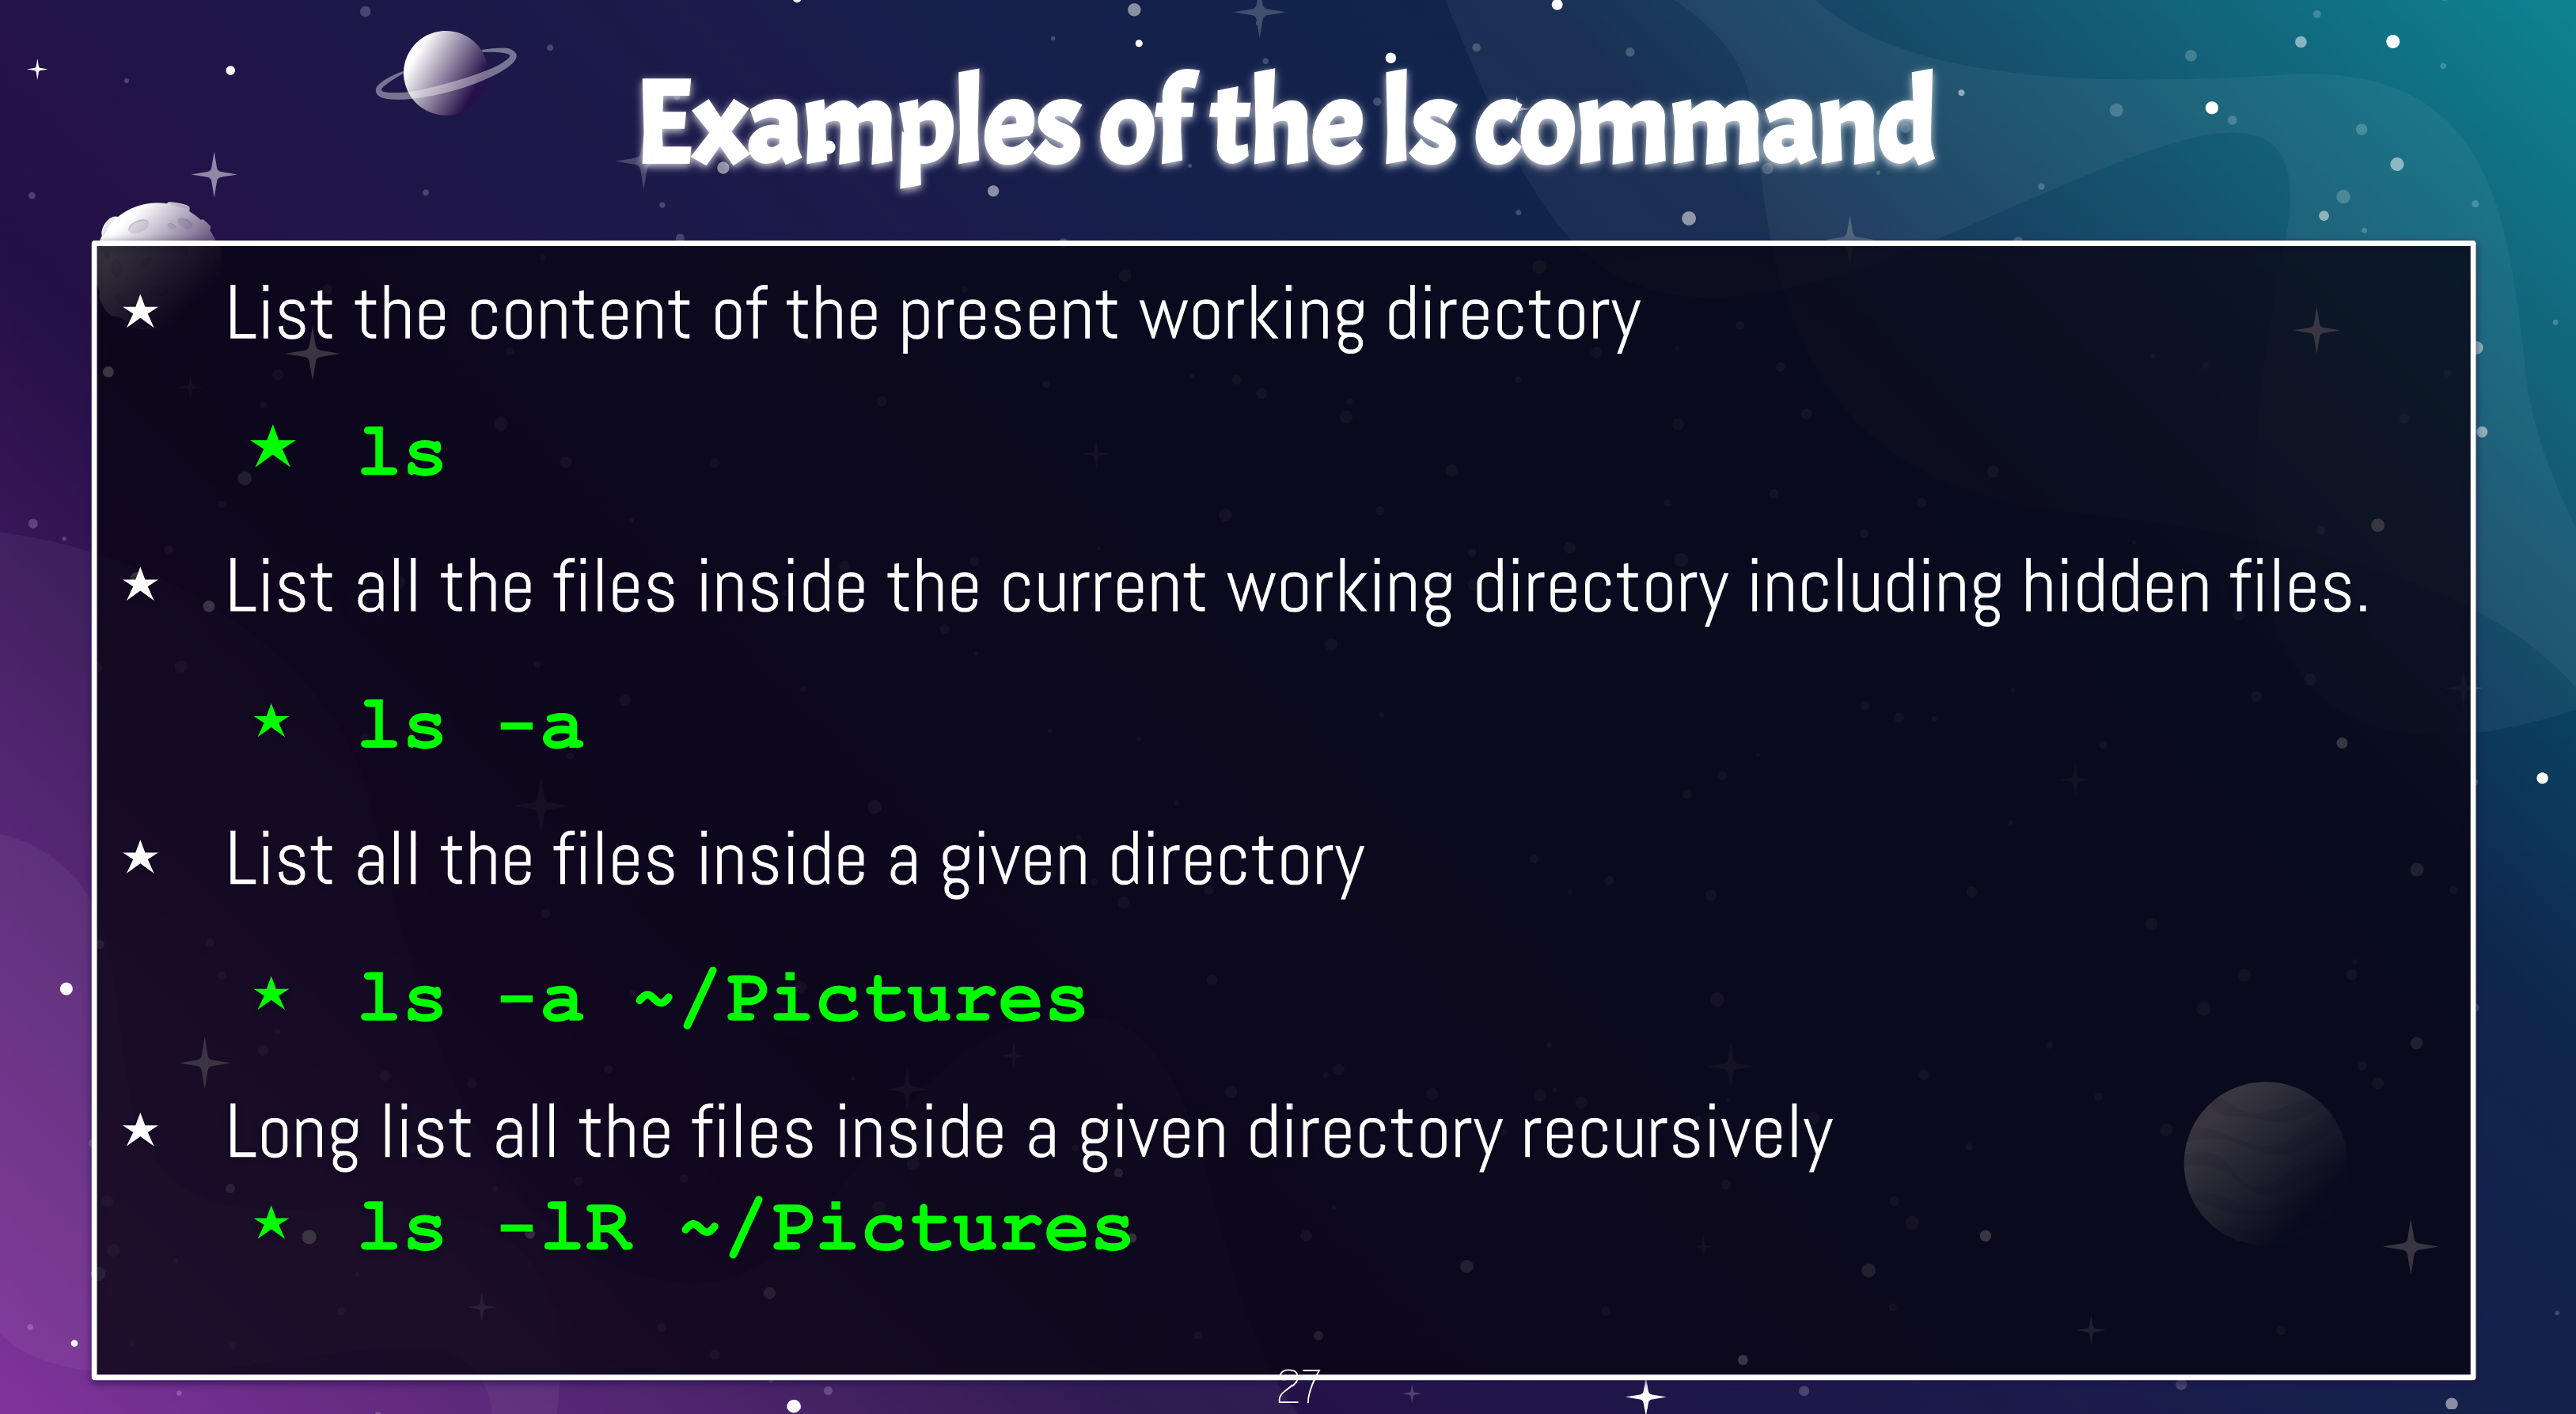 Examples of the ls command
★ List the content of the present working directory
★ ls
★ List all the files inside the current working directory including hidden files.
★ ls -a
★ List all the files inside a given directory
★ ls -a ~/Pictures
★ Long list all the files inside a given directory recursively
★ ls -lR ~/Pictures
27